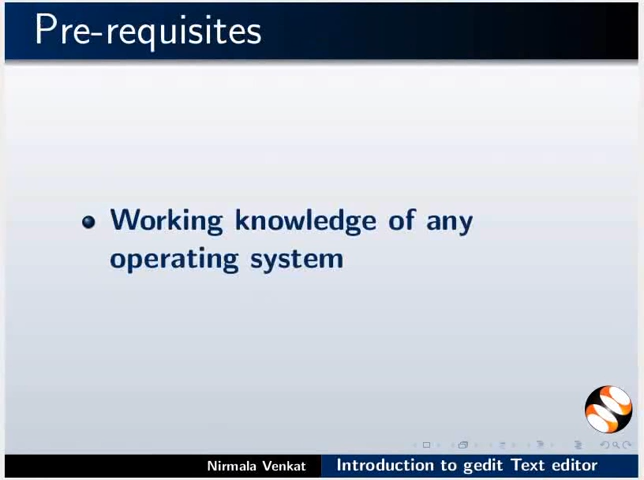 Pre-requisites
Working knowledge of any
operating system
Nirmala Venkat
Introduction to gedit Text editor